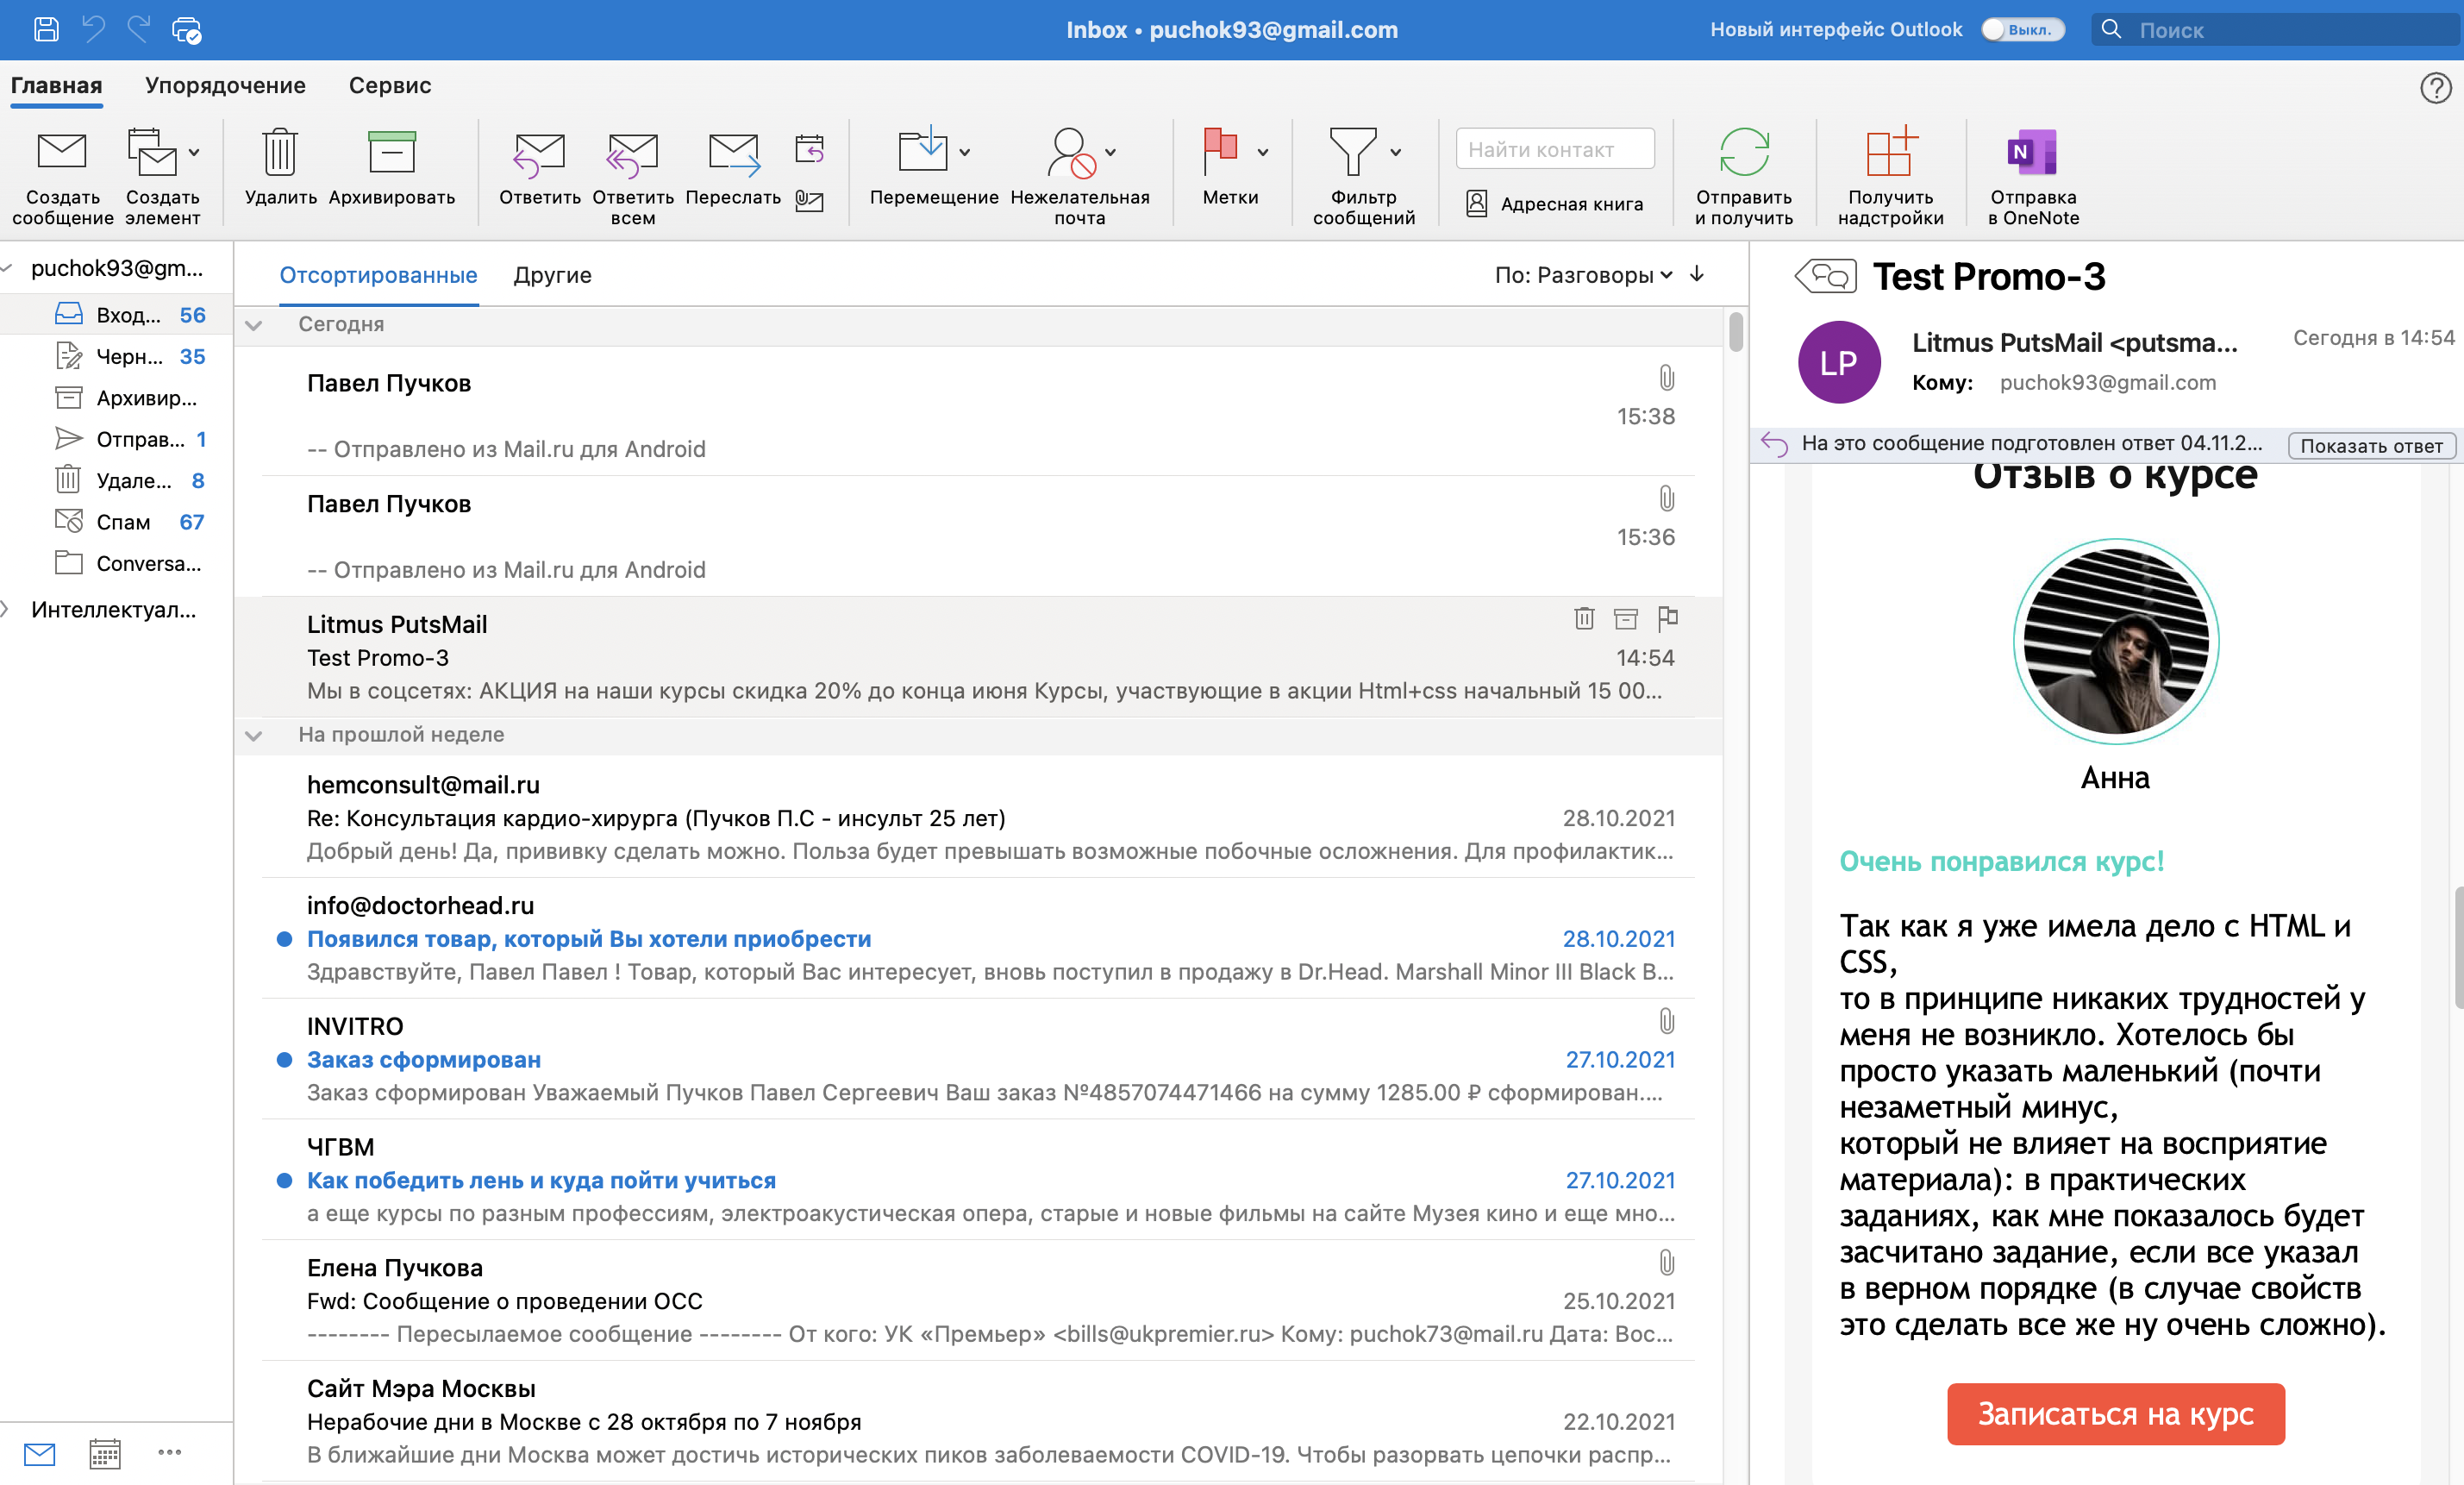 Inbox • puchok93@gmail.com
Новый интерфейс Outlook
Выкл.
Поиск
Главная
Упорядочение
Сервис
Создать
сообщение
Создать
элемент
Удалить
Архивировать
Ответить
Ответить
всем
Переслать
Перемещение
Нежелательная
почта
Метки
Фильтр
сообщений
Найти контакт
Адресная книга
Отправить
и получить
Получить
надстройки
N
Отправка
в OneNote
puchok93@gm...
Вход... 56
Черн... 35
Архивир...
Отправ... 1
Удале... 8
Спам 67
Conversa...
Интеллектуал...
Отсортированные
Другие
По: Разговоры
Сегодня
Павел Пучков
15:38
-- Отправлено из Mail.ru для Android
Павел Пучков
15:36
-- Отправлено из Mail.ru для Android
Litmus PutsMail
Test Promo-3 14:54
Мы в соцсетях: АКЦИЯ на наши курсы скидка 20% до конца июня Курсы, участвующие в акции Html+css начальный 15 00...
На прошлой неделе
hemconsult@mail.ru
Re: Консультация кардио-хирурга (Пучков П.С - инсульт 25 лет) 28.10.2021
Добрый день! Да, прививку сделать можно. Польза будет превышать возможные побочные осложнения. Для профилактик...
info@doctorhead.ru
Появился товар, который Вы хотели приобрести 28.10.2021
Здравствуйте, Павел Павел ! Товар, который Вас интересует, вновь поступил в продажу в Dr.Head. Marshall Minor III Black B...
INVITRO
Заказ сформирован 27.10.2021
Заказ сформирован Уважаемый Пучков Павел Сергеевич Ваш заказ №4857074471466 на сумму 1285.00 ₽ сформирован....
ЧГВМ
Как победить лень и куда пойти учиться 27.10.2021
а еще курсы по разным профессиям, электроакустическая опера, старые и новые фильмы на сайте Музея кино и еще мно...
Елена Пучкова
Fwd: Сообщение о проведении ОСС 25.10.2021
-------- Пересылаемое сообщение -------- От кого: УК «Премьер» <bills@ukpremier.ru> Кому: puchok73@mail.ru Дата: Вос...
Сайт Мэра Москвы
Нерабочие дни в Москве с 28 октября по 7 ноября 22.10.2021
В ближайшие дни Москва может достичь исторических пиков заболеваемости COVID-19. Чтобы разорвать цепочки распр...
Test Promo-3
LP
Litmus PutsMail <putsma...
Сегодня в 14:54
Кому: puchok93@gmail.com
На это сообщение подготовлен ответ 04.11.2...
Показать ответ
Отзыв о курсе
Анна
Очень понравился курс!
Так как я уже имела дело с HTML и
CSS,
то в принципе никаких трудностей у
меня не возникло. Хотелось бы
просто указать маленький (почти
незаметный минус,
который не влияет на восприятие
материала): в практических
заданиях, как мне показалось будет
засчитано задание, если все указал
в верном порядке (в случае свойств
это сделать все же ну очень сложно).
Записаться на курс